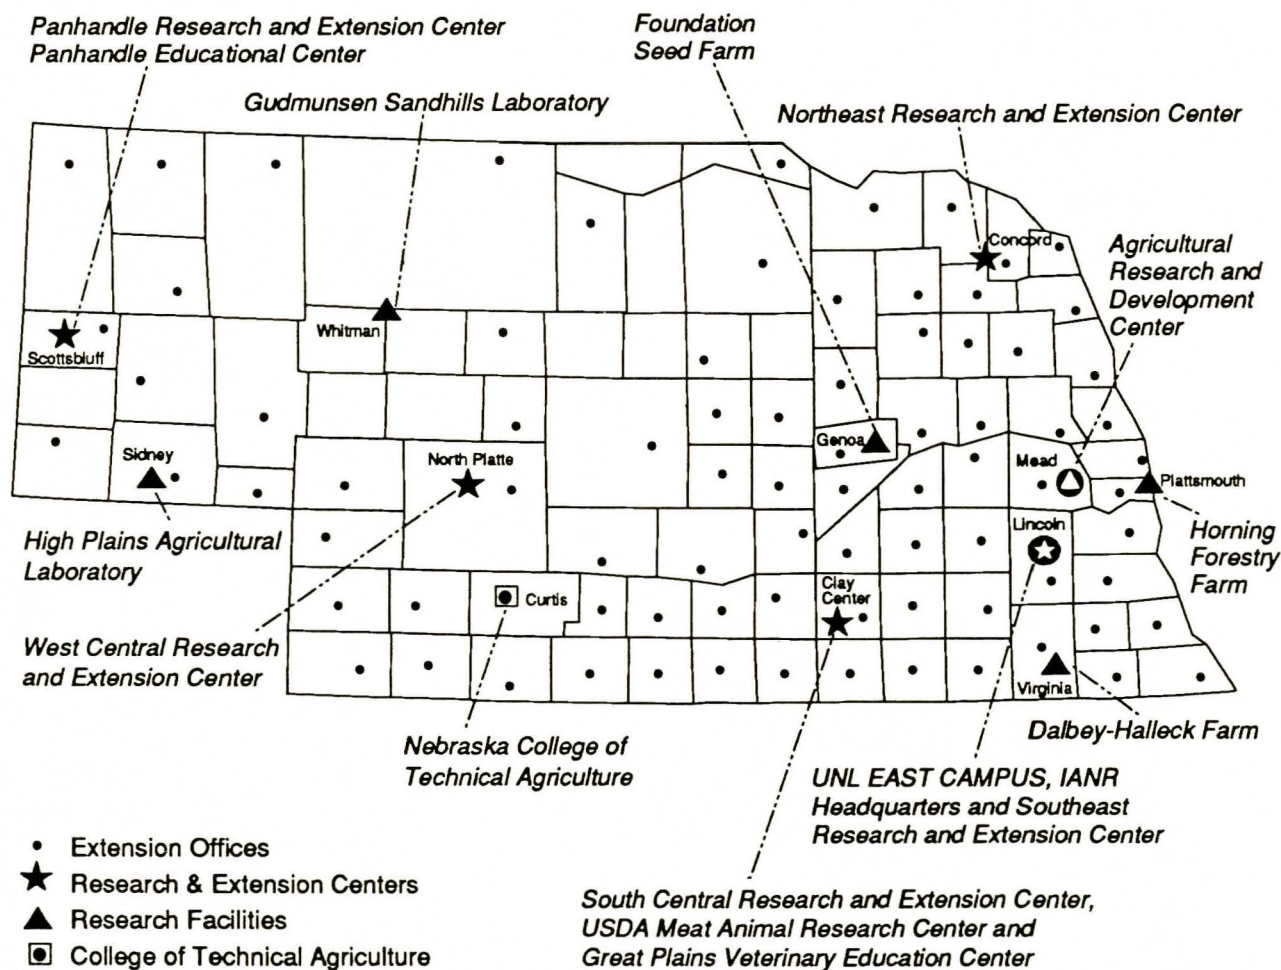 Panhandle Research and Extension Center
Panhandle Educational Center
Foundation
Seed Farm
Gudmunsen Sandhills Laboratory
Northeast Research and Extension Center
Concord
Agricultural
Research and
Development
Center
Whitman
Scottsbluff
Genoa
Sidney
North Platte
Mead
Plattsmouth
High Plains Agricultural
Laboratory
Lincoln
Horning
Forestry
Farm
Clay
Center
Curtis
West Central Research
and Extension Center
Virginia
Dalbey-Halleck Farm
Nebraska College of
Technical Agriculture
UNL EAST CAMPUS, IANR
Headquarters and Southeast
Research and Extension Center
Extension Offices
Research & Extension Centers
Research Facilities
College of Technical Agriculture
South Central Research and Extension Center,
USDA Meat Animal Research Center and
Great Plains Veterinary Education Center